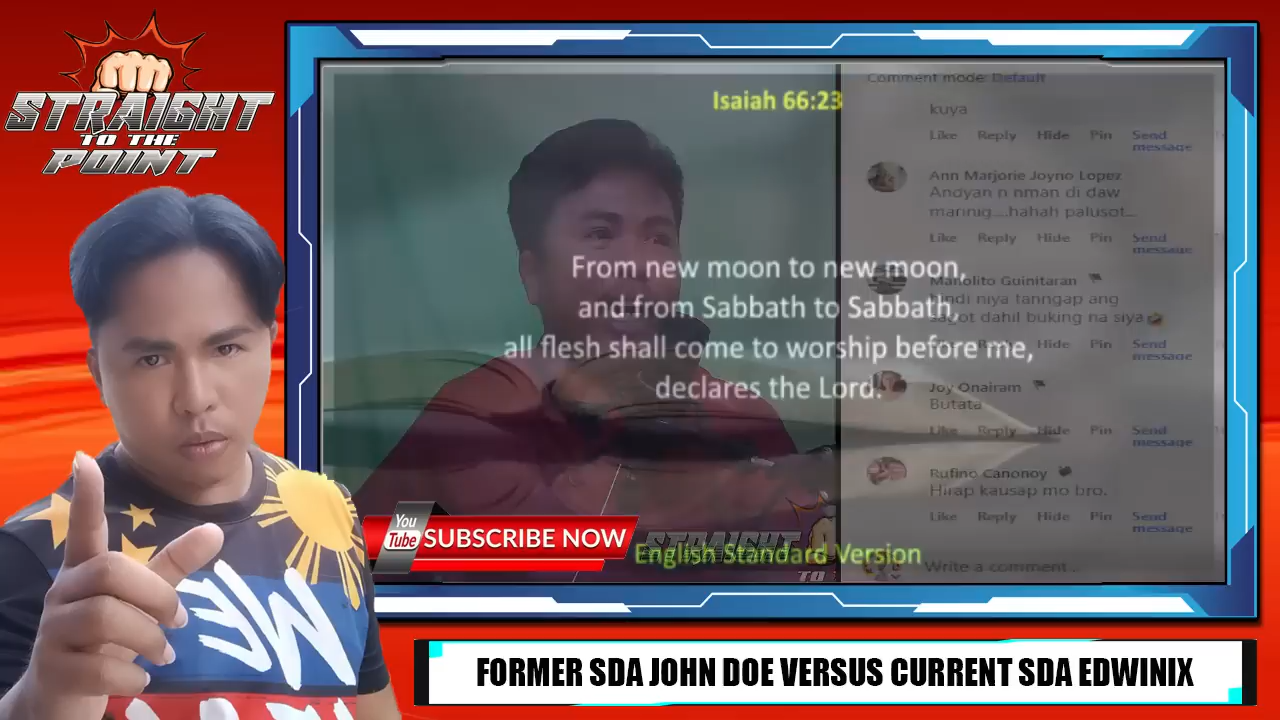 STRAIGHT
TO THE
POINT
Isaiah 66:23
From new moon to new moon,
and from Sabbath to Sabbath,
all flesh shall come to worship before me,
declares the Lord.
English Standard Version
You
Tube
SUBSCRIBE NOW
STRAIGHT
TO
Comment mode: Default
kuya
Like Reply Hide Pin Send
message
Ann Marjorie Joyno Lopez
Andyan n nman di daw
marinig....hahah palusot...
Like Reply Hide Pin Send
message
Manolito Guinitaran
Hindi niya tanngap ang
sagot dahil buking na siya
Like Reply Hide Pin Send
message
Joy Onairam
Butata
Like Reply Hide Pin Send
message
Rufino Canonoy
Hirap kausap mo bro.
Like Reply Hide Pin Send
message
Write a comment...
FORMER SDA JOHN DOE VERSUS CURRENT SDA EDWINIX